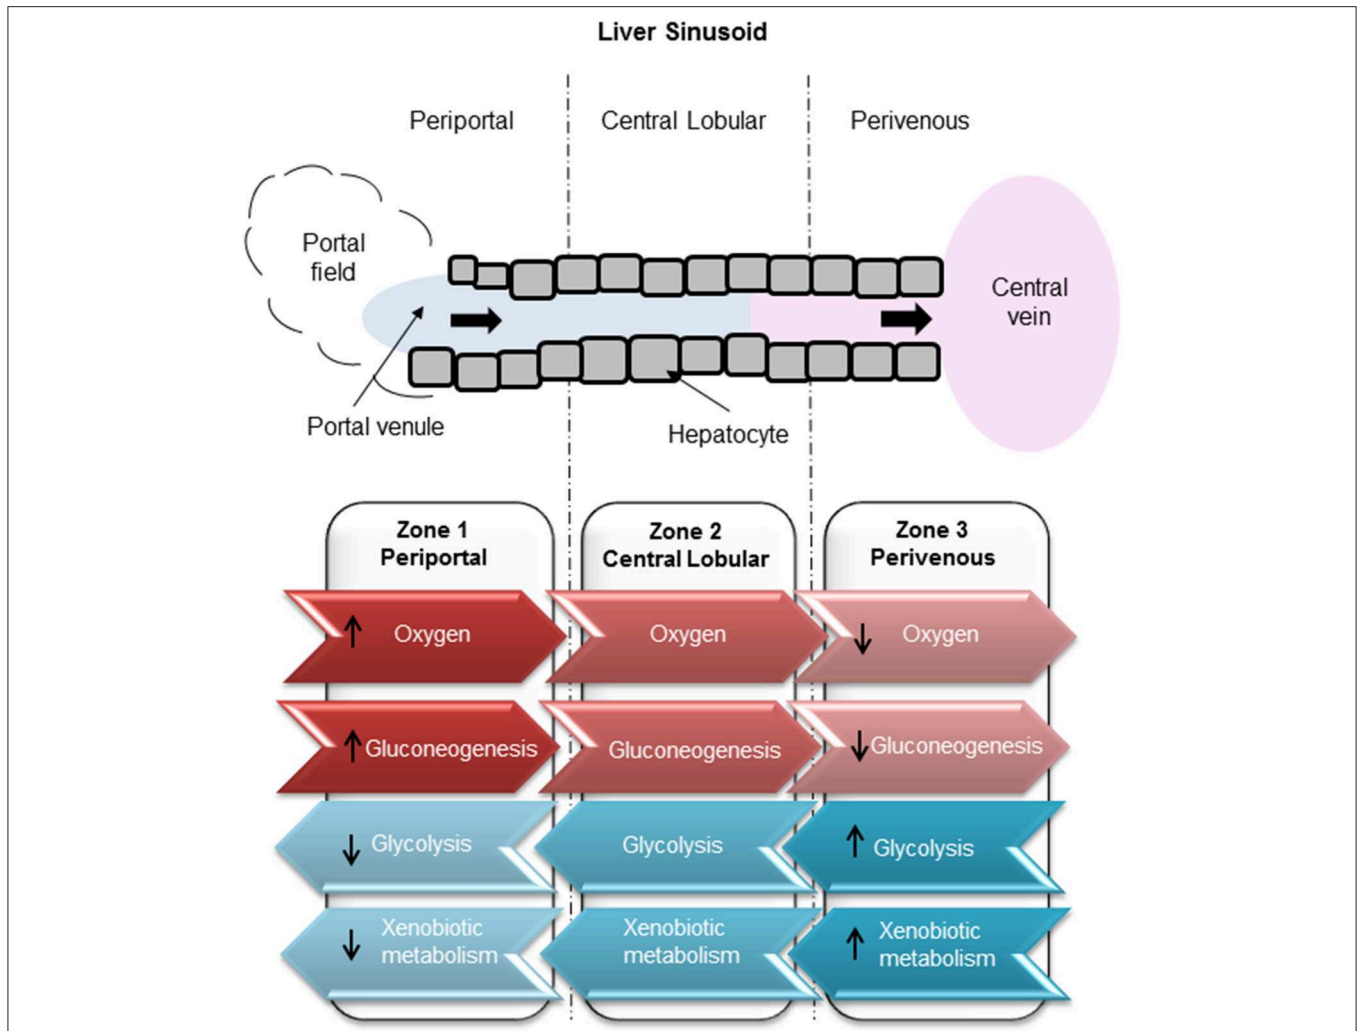 Liver Sinusoid
Periportal
Central Lobular
Perivenous
Portal
field
Central
vein
Portal venule
Hepatocyte
Zone 1
Periportal
Zone 2
Central Lobular
Zone 3
Perivenous
↑ Oxygen
Oxygen
↓ Oxygen
↑ Gluconeogenesis
Gluconeogenesis
↓ Gluconeogenesis
↓ Glycolysis
Glycolysis
↑ Glycolysis
↓ Xenobiotic
metabolism
Xenobiotic
metabolism
↑ Xenobiotic
metabolism